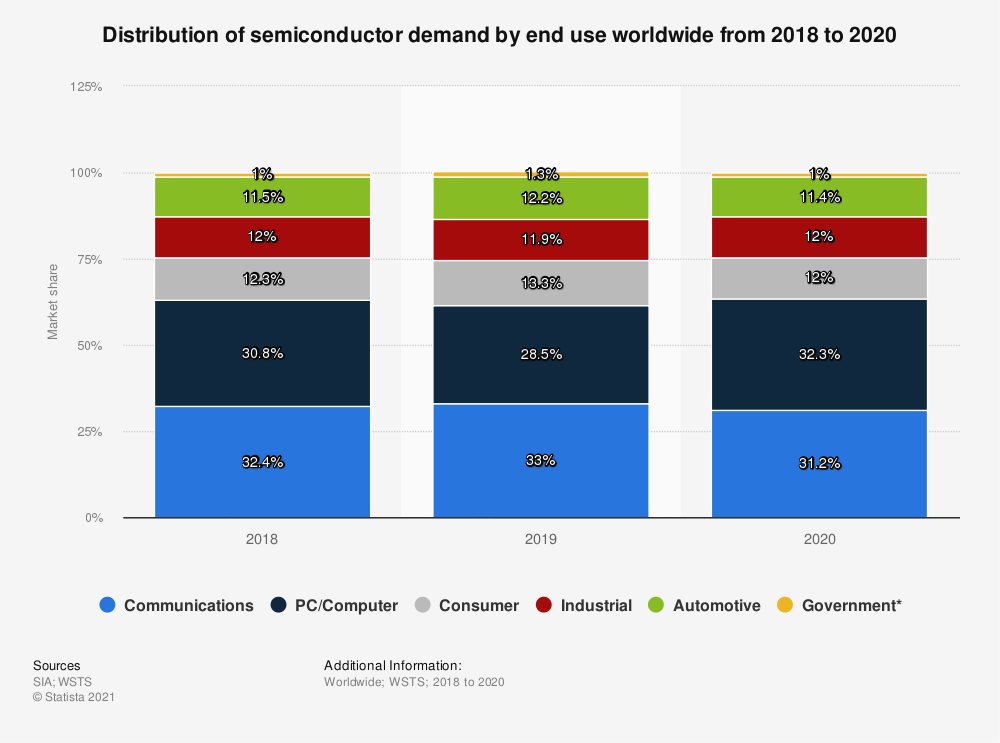 Distribution of semiconductor demand by end use worldwide from 2018 to 2020
125%
100%
75%
50%
25%
0%
Market share
1%
11.5%
12%
12.3%
30.8%
32.4%
1.3%
12.2%
11.9%
13.3%
28.5%
33%
1%
11.4%
12%
12%
32.3%
31.2%
2018 2019 2020
Communications PC/Computer Consumer Industrial Automotive Government*
Sources
SIA; WSTS
© Statista 2021
Additional Information:
Worldwide; WSTS; 2018 to 2020